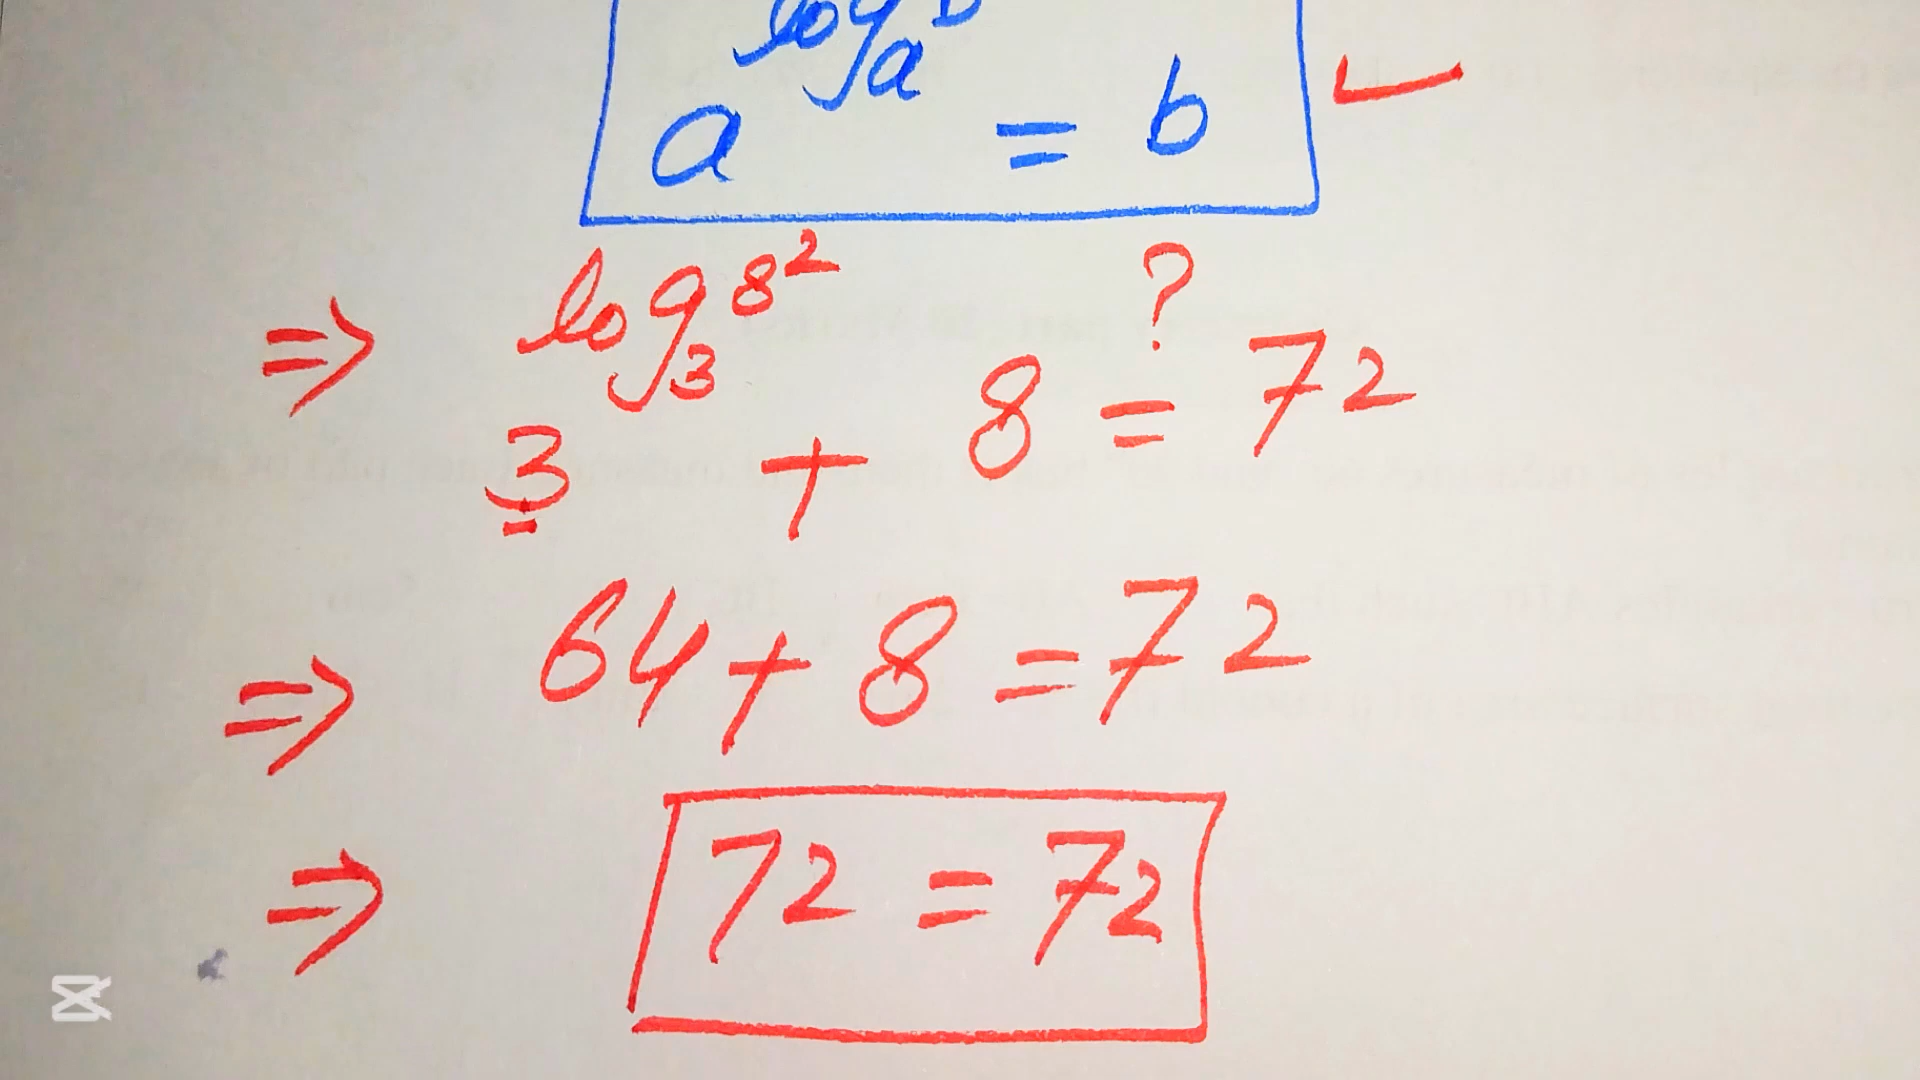 a^{log_a b} = b ✓
⇒ 3^{log_3 8^2} + 8 =^? 72
⇒ 64 + 8 = 72
⇒ 72 = 72